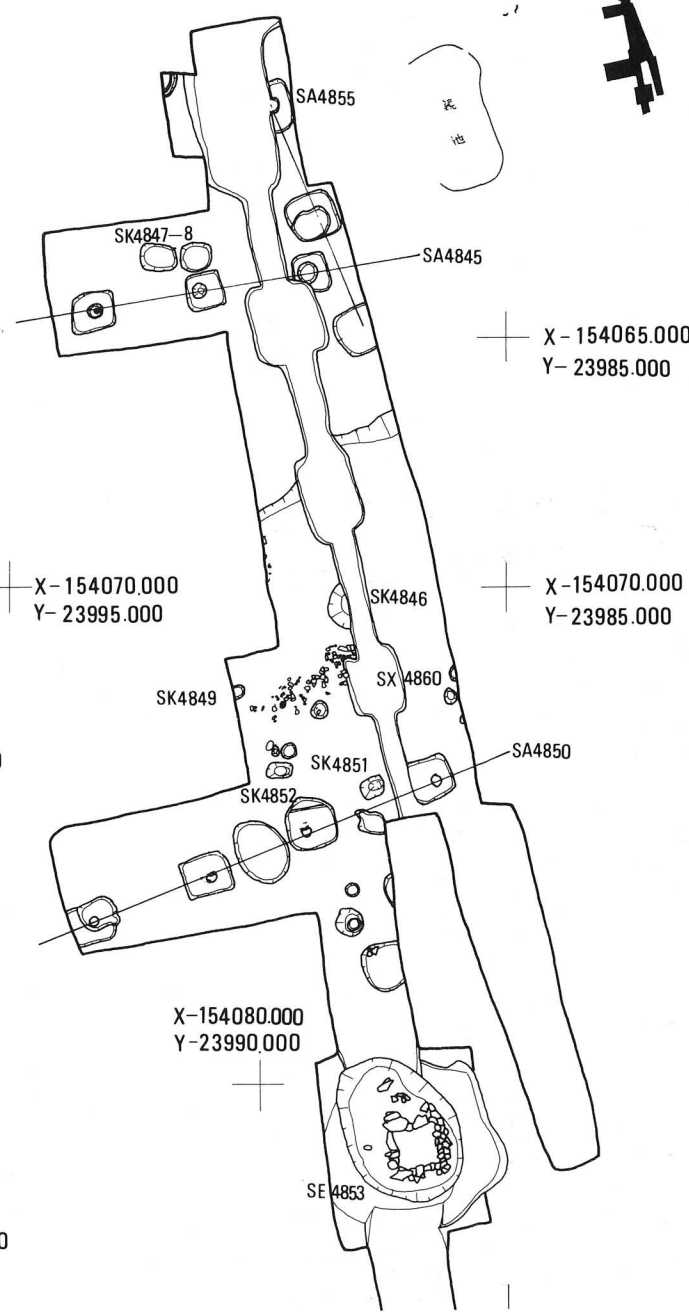 SA4855
池
SK4847-8
SA4845
X-154065.000
Y-23985.000
X-154070.000
Y-23995.000
X-154070.000
Y-23985.000
SK4846
SX 4860
SK4849
SA4850
SK4851
SK4852
X-154080.000
Y-23990.000
SE 4853